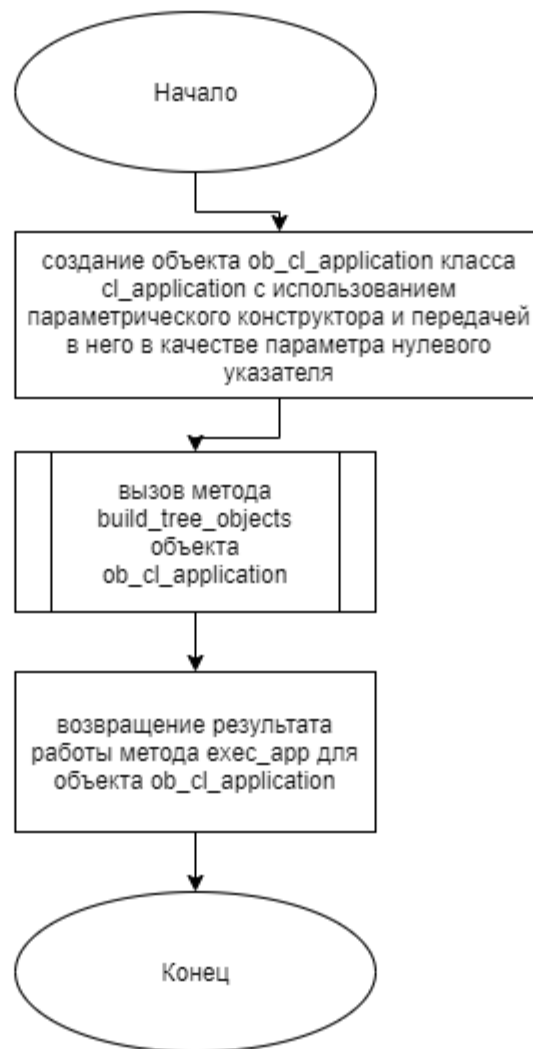 Начало
создание объекта ob_cl_application класса
cl_application с использованием
параметрического конструктора и передачей
в него в качестве параметра нулевого
указателя
вызов метода
build_tree_objects
объекта
ob_cl_application
возвращение результата
работы метода exec_app для
объекта ob_cl_application
Конец